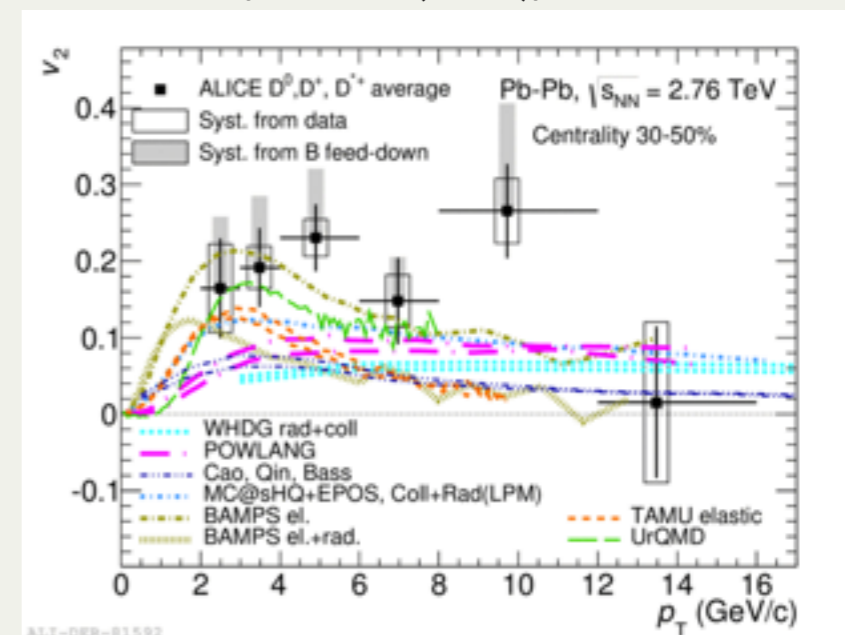 v₂
ALICE D⁰,D⁺, D*⁺ average
Syst. from data
Syst. from B feed-down
Pb-Pb, √sNN = 2.76 TeV
Centrality 30-50%
0.4
0.3
0.2
0.1
0
-0.1
WHDG rad+coll
POWLANG
Cao, Qin, Bass
MC@sHQ+EPOS, Coll+Rad(LPM)
BAMPS el.
BAMPS el.+rad.
TAMU elastic
UrQMD
0 2 4 6 8 10 12 14 16
pT (GeV/c)